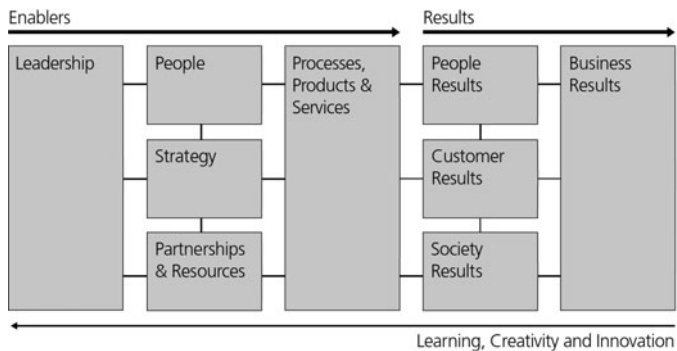 Enablers
Results
Leadership
People
Processes,
Products &
Services
People
Results
Business
Results
Strategy
Customer
Results
Partnerships
& Resources
Society
Results
Learning, Creativity and Innovation